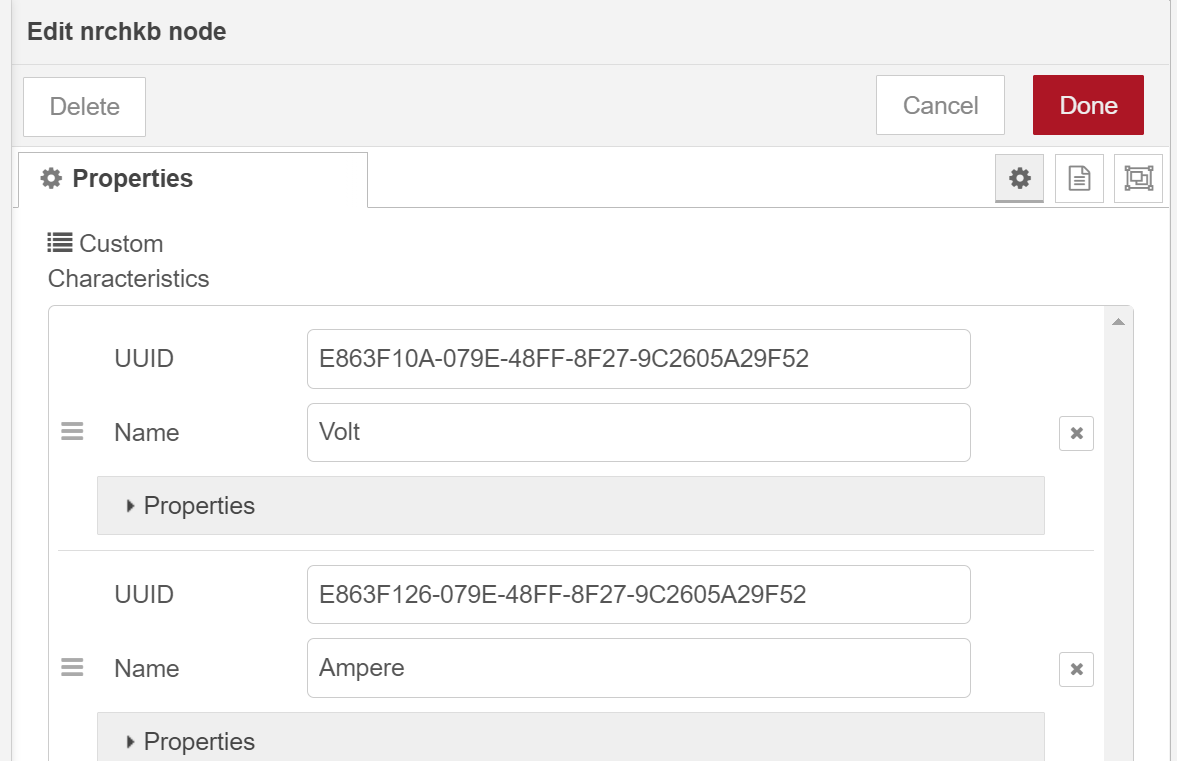 Edit nrchkb node
Delete
Cancel
Done
Properties
Custom
Characteristics
UUID
E863F10A-079E-48FF-8F27-9C2605A29F52
Name
Volt
Properties
UUID
E863F126-079E-48FF-8F27-9C2605A29F52
Name
Ampere
Properties